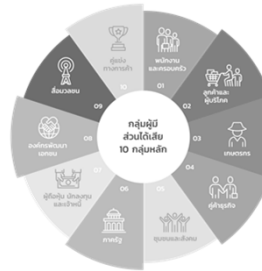 กลุ่มผู้มี
ส่วนได้เสีย
10 กลุ่มหลัก
01
พนักงาน
และครอบครัว
02
ลูกค้าและ
ผู้บริโภค
03
เกษตรกร
04
คู่ค้าธุรกิจ
05
ชุมชนและสังคม
06
ภาครัฐ
07
ผู้ถือหุ้น นักลงทุน
และเจ้าหนี้
08
องค์กรพัฒนา
เอกชน
09
สื่อมวลชน
10
คู่แข่ง
ทางการค้า